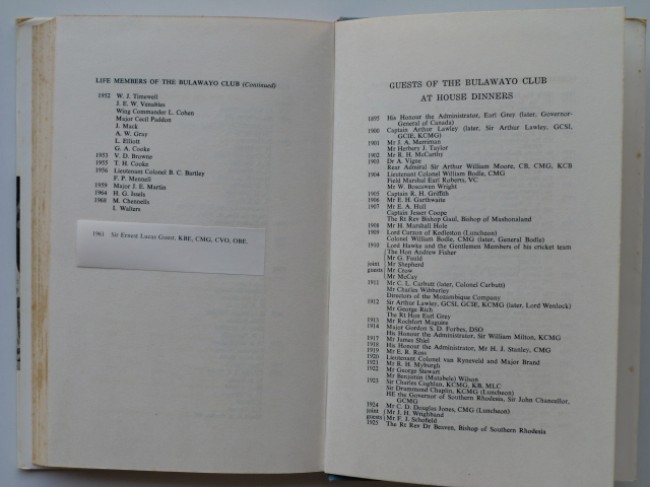 LIFE MEMBERS OF THE BULAWAYO CLUB (Continued)
1952 W. J. Timewell
J. E. W. Venables
Wing Commander L. Cohen
Major Cecil Paddon
J. Mack
A. W. Gray
L. Elliott
G. A. Cooke
1953 V. D. Browne
1955 T. H. Cooke
1956 Lieutenant Colonel B. C. Bartley
F. P. Mennell
1959 Major J. E. Martin
1964 H. G. Issels
1968 M. Chennells
I. Walters
1963 Sir Ernest Lucas Guest, KBE, CMG, CVO, OBE.
GUESTS OF THE BULAWAYO CLUB
AT HOUSE DINNERS
1895 His Honour the Administrator, Earl Grey (later, Governor-
General of Canada)
1900 Captain Arthur Lawley (later, Sir Arthur Lawley, GCSI,
GCIE, KCMG)
1901 Mr J. A. Merriman
Mr Herbert J. Taylor
1902 Mr R. H. McCarthy
1903 Dr A. Vigne
Rear Admiral Sir Arthur William Moore, CB, CMG, KCB
1904 Lieutenant Colonel William Bodle, CMG
Field Marshal Earl Roberts, VC
Mr W. Boscawen Wright
1905 Captain R. H. Griffith
1906 Mr E. H. Garthwaite
1907 Mr E. A. Hull
Captain Jesser Coope
The Rt Rev Bishop Gaul, Bishop of Mashonaland
1908 Mr H. Marshall Hole
1909 Lord Curzon of Kedleston (Luncheon)
Colonel William Bodle, CMG (later, General Bodle)
1910 Lord Hawke and the Gentlemen Members of his cricket team
The Hon Andrew Fisher
Mr G. Fauld
joint Mr Shepherd
guests Mr Crow
Mr McCay
1911 Mr C. L. Carbutt (later, Colonel Carbutt)
Mr Charles Wibberley
Directors of the Mozambique Company
1912 Sir Arthur Lawley, GCSI, GCIE, KCMG (later, Lord Wenlock)
Mr George Rich
The Rt Hon Earl Grey
1913 Mr Rochfort Maguire
1914 Major Gordon S. D. Forbes, DSO
His Honour the Administrator, Sir William Milton, KCMG
1917 Mr James Shiel
1918 His Honour the Administrator, Mr H. J. Stanley, CMG
1919 Mr E. R. Ross
1920 Lieutenant Colonel van Ryneveld and Major Brand
1921 Mr R. H. Myburgh
1922 Mr George Stewart
Mr Benjamin (Matabele) Wilson
1923 Sir Charles Coghlan, KCMG, KB, MLC
Sir Drummond Chaplin, KCMG (Luncheon)
HE the Governor of Southern Rhodesia, Sir John Chancellor,
GCMG
1924 Mr C. D. Douglas Jones, CMG (Luncheon)
joint Mr J. H. Wrighthead
guests Mr F. J. Schofield
1925 The Rt Rev Dr Beaven, Bishop of Southern Rhodesia